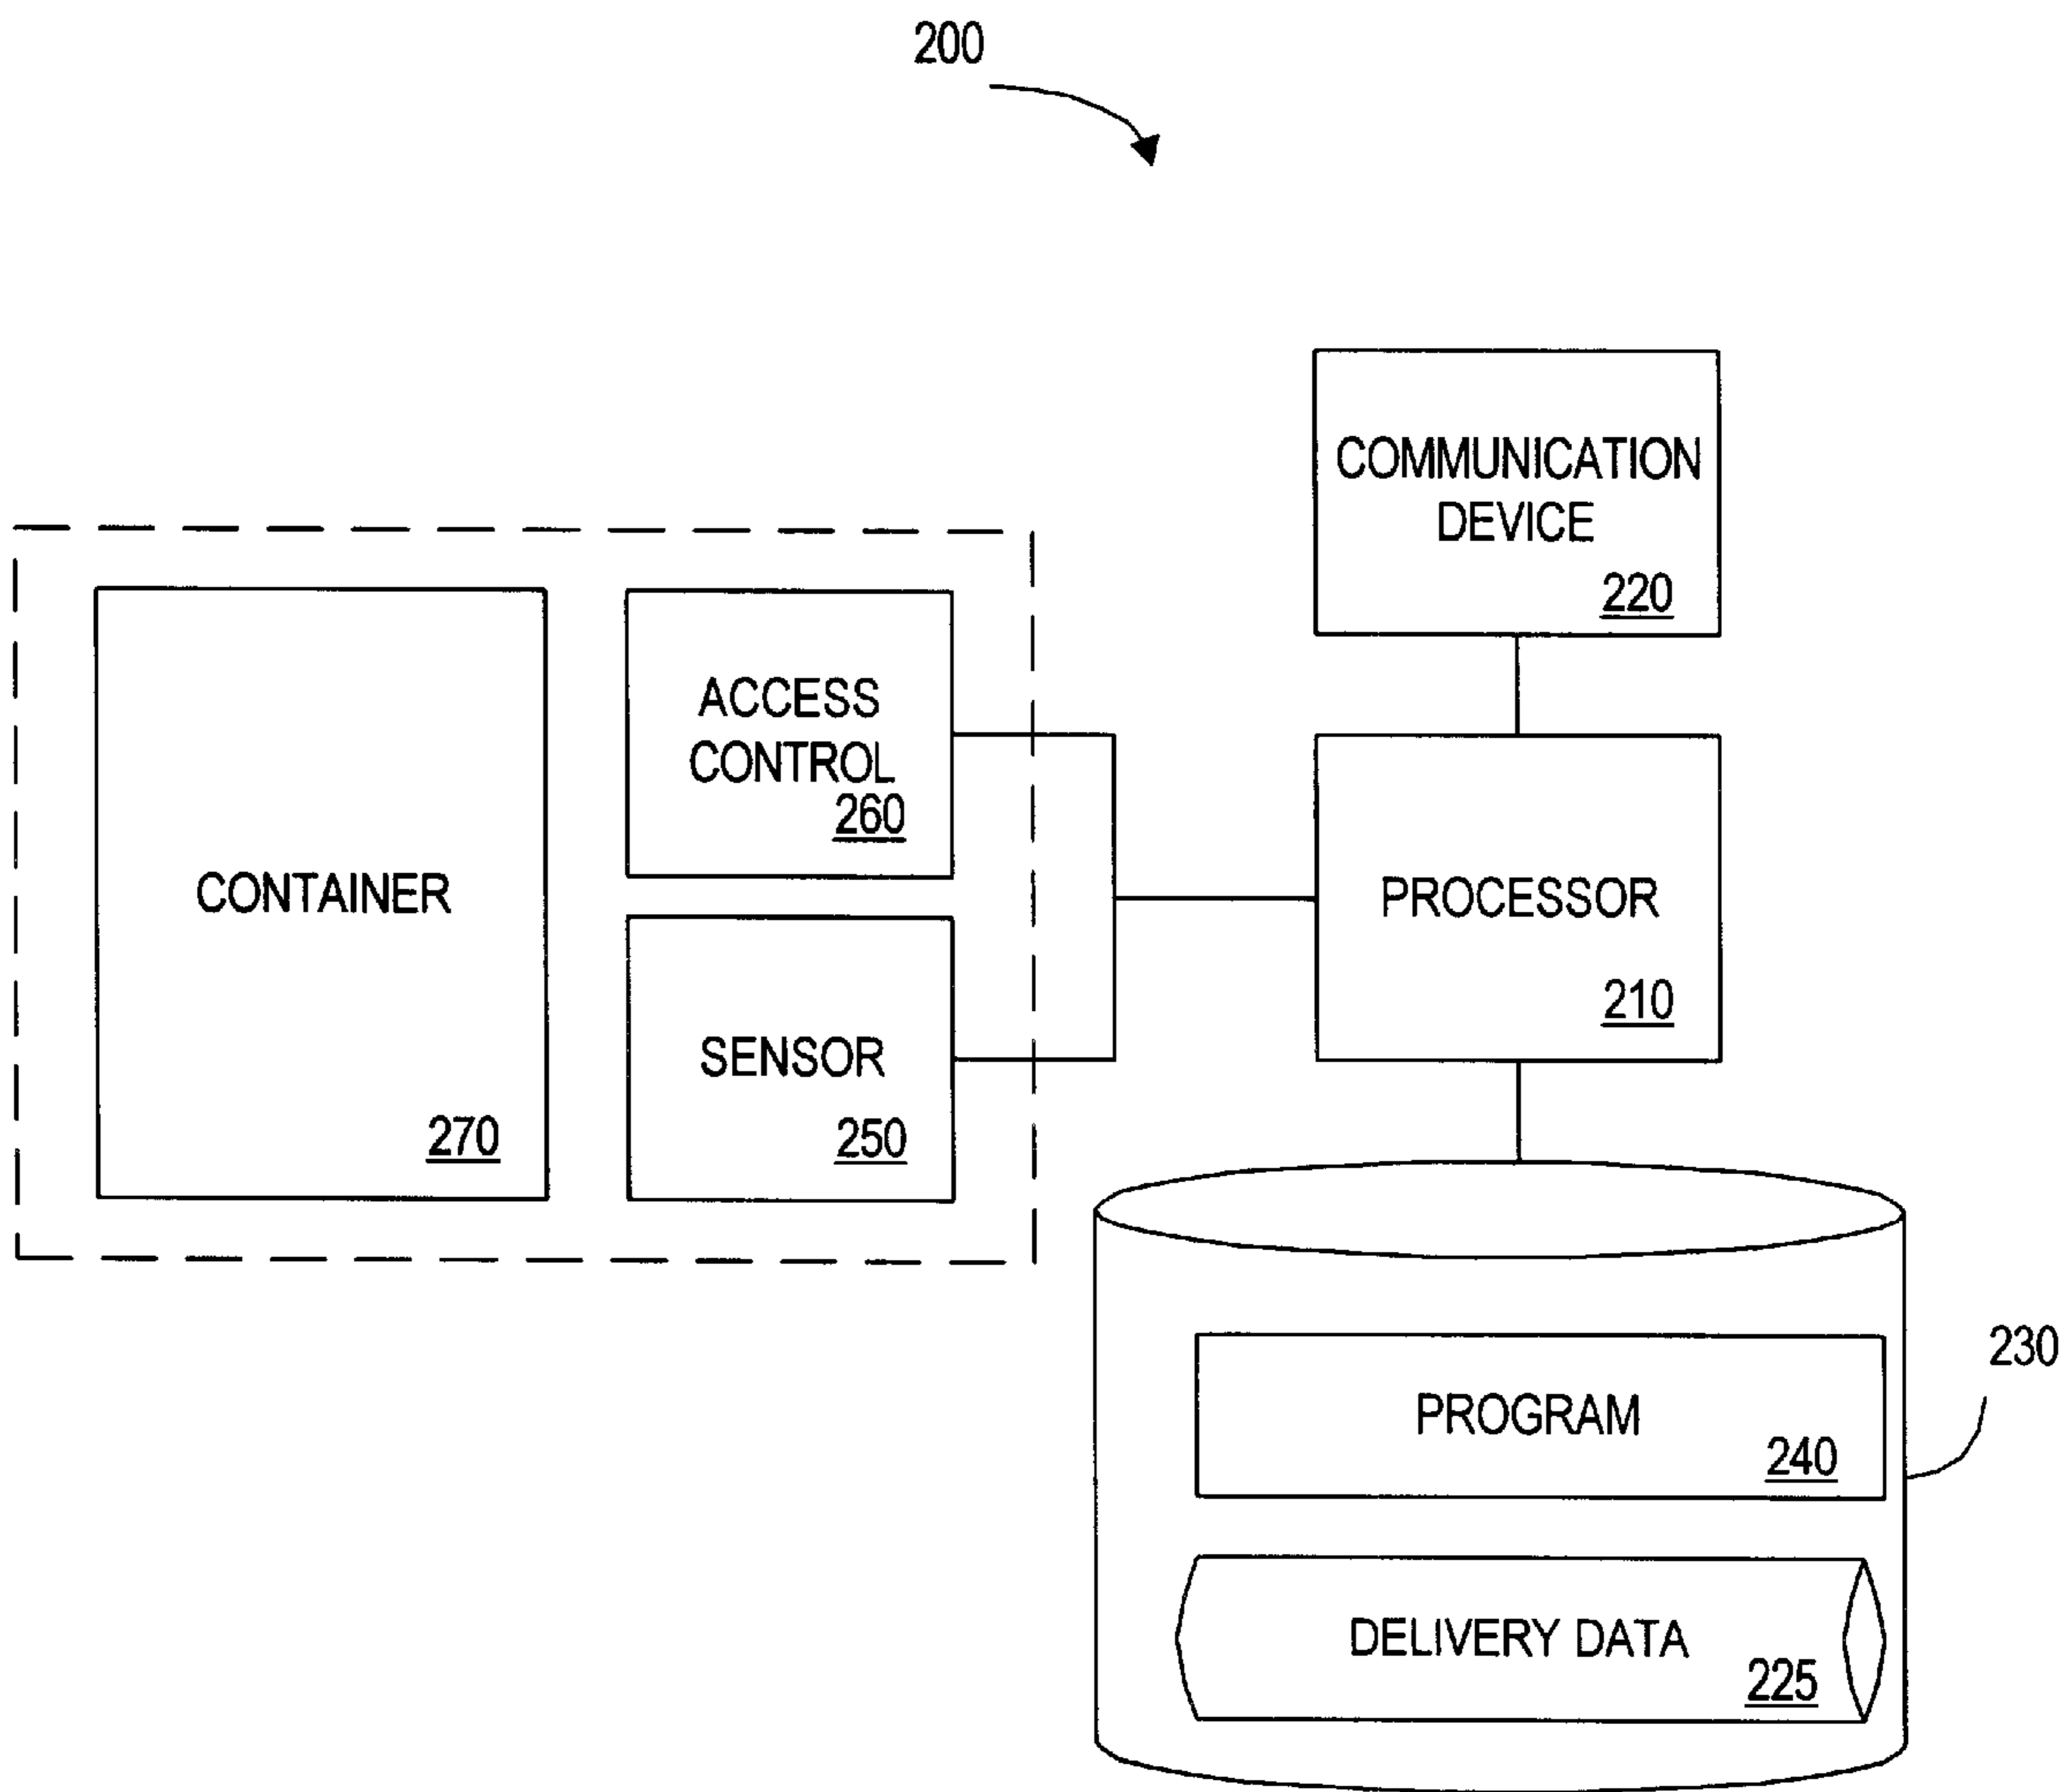 200
COMMUNICATION
DEVICE
220
ACCESS
CONTROL
260
CONTAINER
270
SENSOR
250
PROCESSOR
210
230
PROGRAM
240
DELIVERY DATA
225